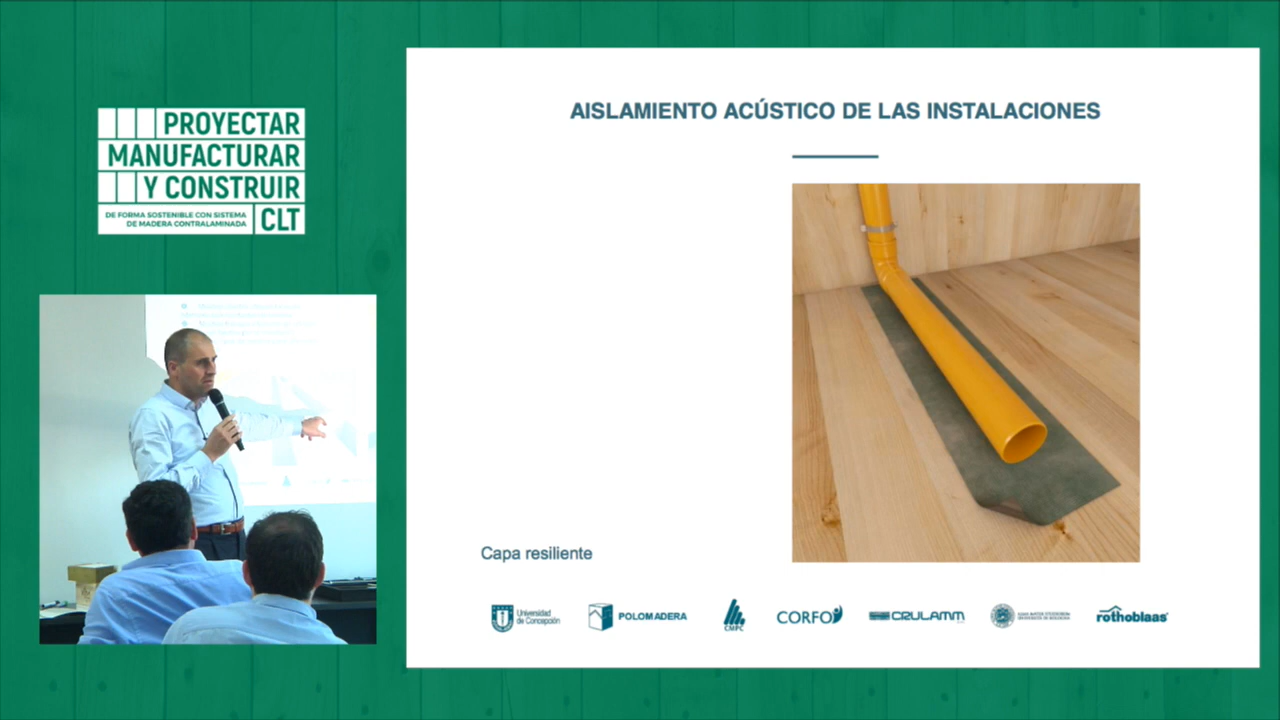 PROYECTAR
MANUFACTURAR
Y CONSTRUIR
DE FORMA SOSTENIBLE CON SISTEMA
DE MADERA CONTRALAMINADA
CLT
AISLAMIENTO ACÚSTICO DE LAS INSTALACIONES
Capa resiliente
Universidad
de Concepción
POLOMADERA
CMPC
CORFO
CRULAMM
rothoblaas